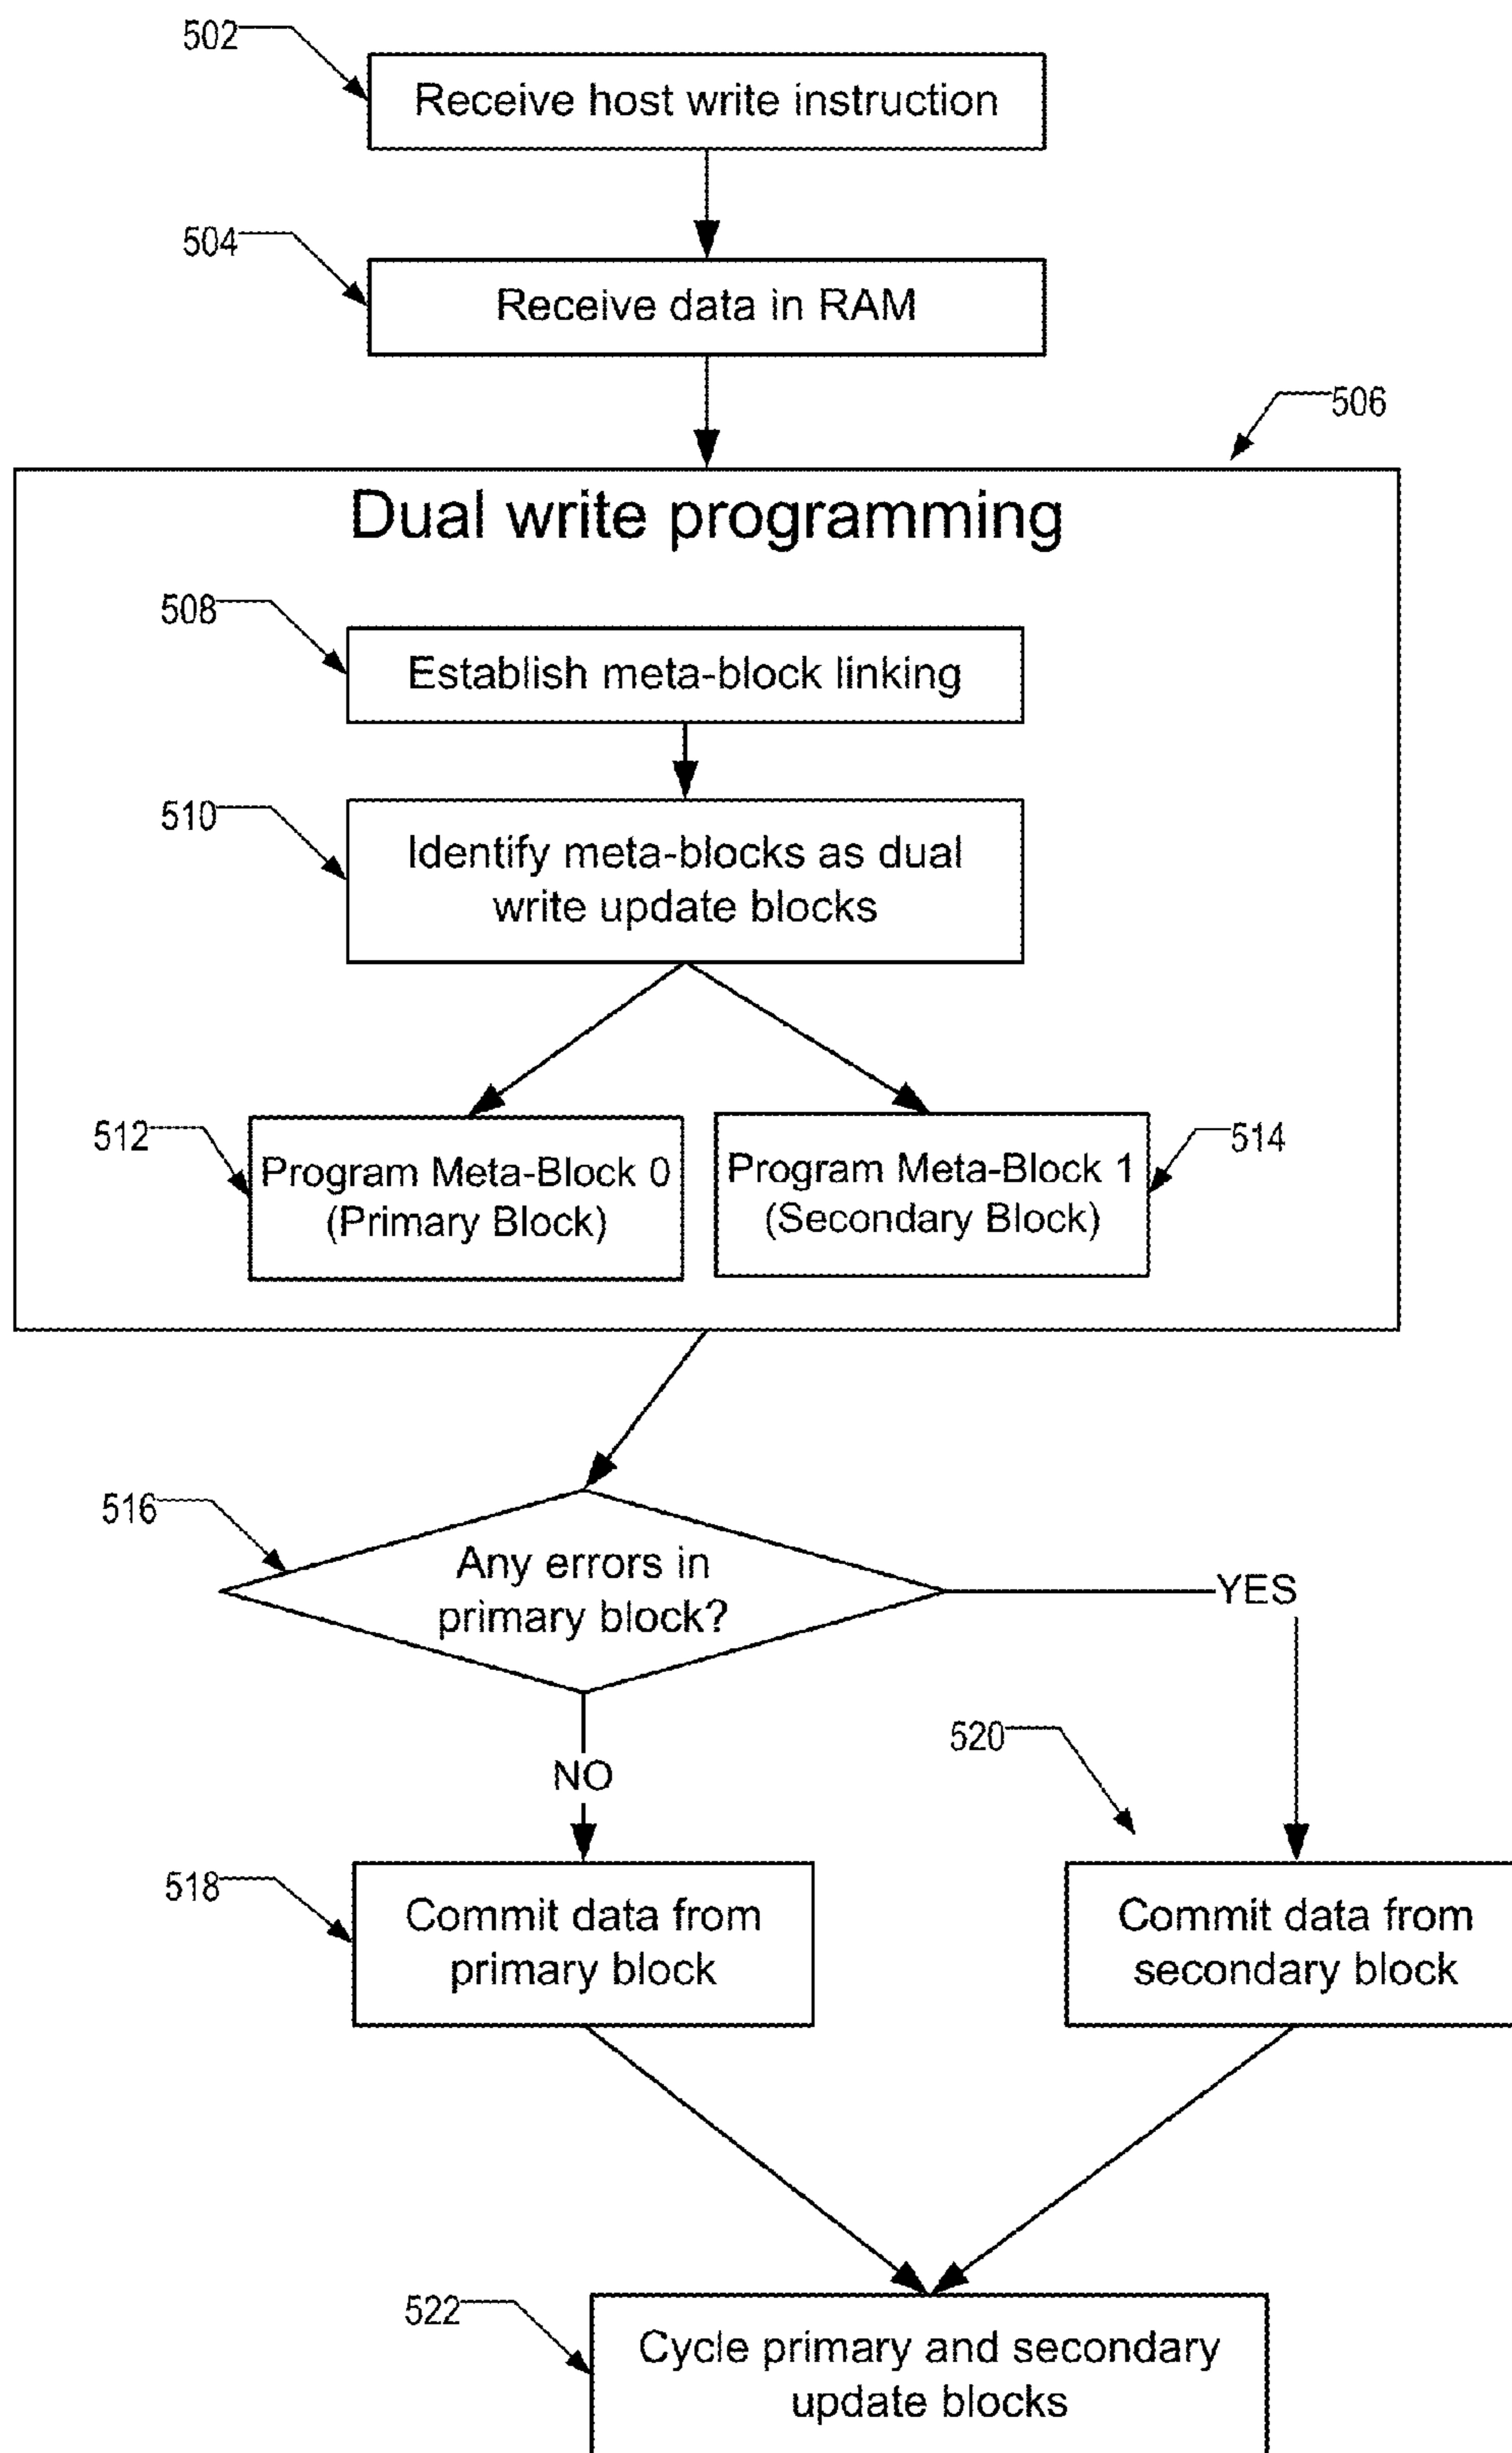 502
Receive host write instruction
504
Receive data in RAM
506
Dual write programming
508
Establish meta-block linking
510
Identify meta-blocks as dual
write update blocks
512
Program Meta-Block 0
(Primary Block)
Program Meta-Block 1
(Secondary Block)
514
516
Any errors in
primary block?
YES
NO
520
518
Commit data from
primary block
Commit data from
secondary block
522
Cycle primary and secondary
update blocks